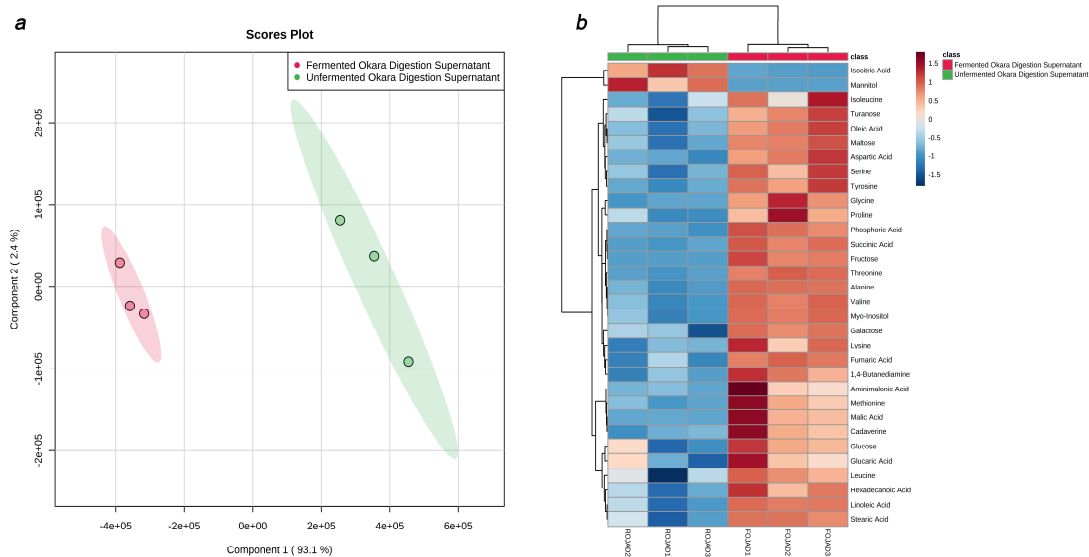 a
Scores Plot
Fermented Okara Digestion Supernatant
Unfermented Okara Digestion Supernatant
Component 2 ( 2.4 %)
2e+05
1e+05
0e+00
-1e+05
-2e+05
-4e+05
-2e+05
0e+00
2e+05
4e+05
6e+05
Component 1 ( 93.1 %)
b
class
Isocitric Acid
Mannitol
Isoleucine
Turanose
Oleic Acid
Maltose
Aspartic Acid
Serine
Tyrosine
Glycine
Proline
Phosphoric Acid
Succinic Acid
Fructose
Threonine
Alanine
Valine
Myo-Inositol
Galactose
Lysine
Fumaric Acid
1,4-Butanediamine
Aminimalonic Acid
Methionine
Malic Acid
Cadaverine
Glucose
Glucaric Acid
Leucine
Hexadecanoic Acid
Linoleic Acid
Stearic Acid
ROJA02
ROJA01
ROJA03
FOJA01
FOJA02
FOJA03
1.5
1
0.5
0
-0.5
-1
-1.5
class
Fermented Okara Digestion Supernatant
Unfermented Okara Digestion Supernatant